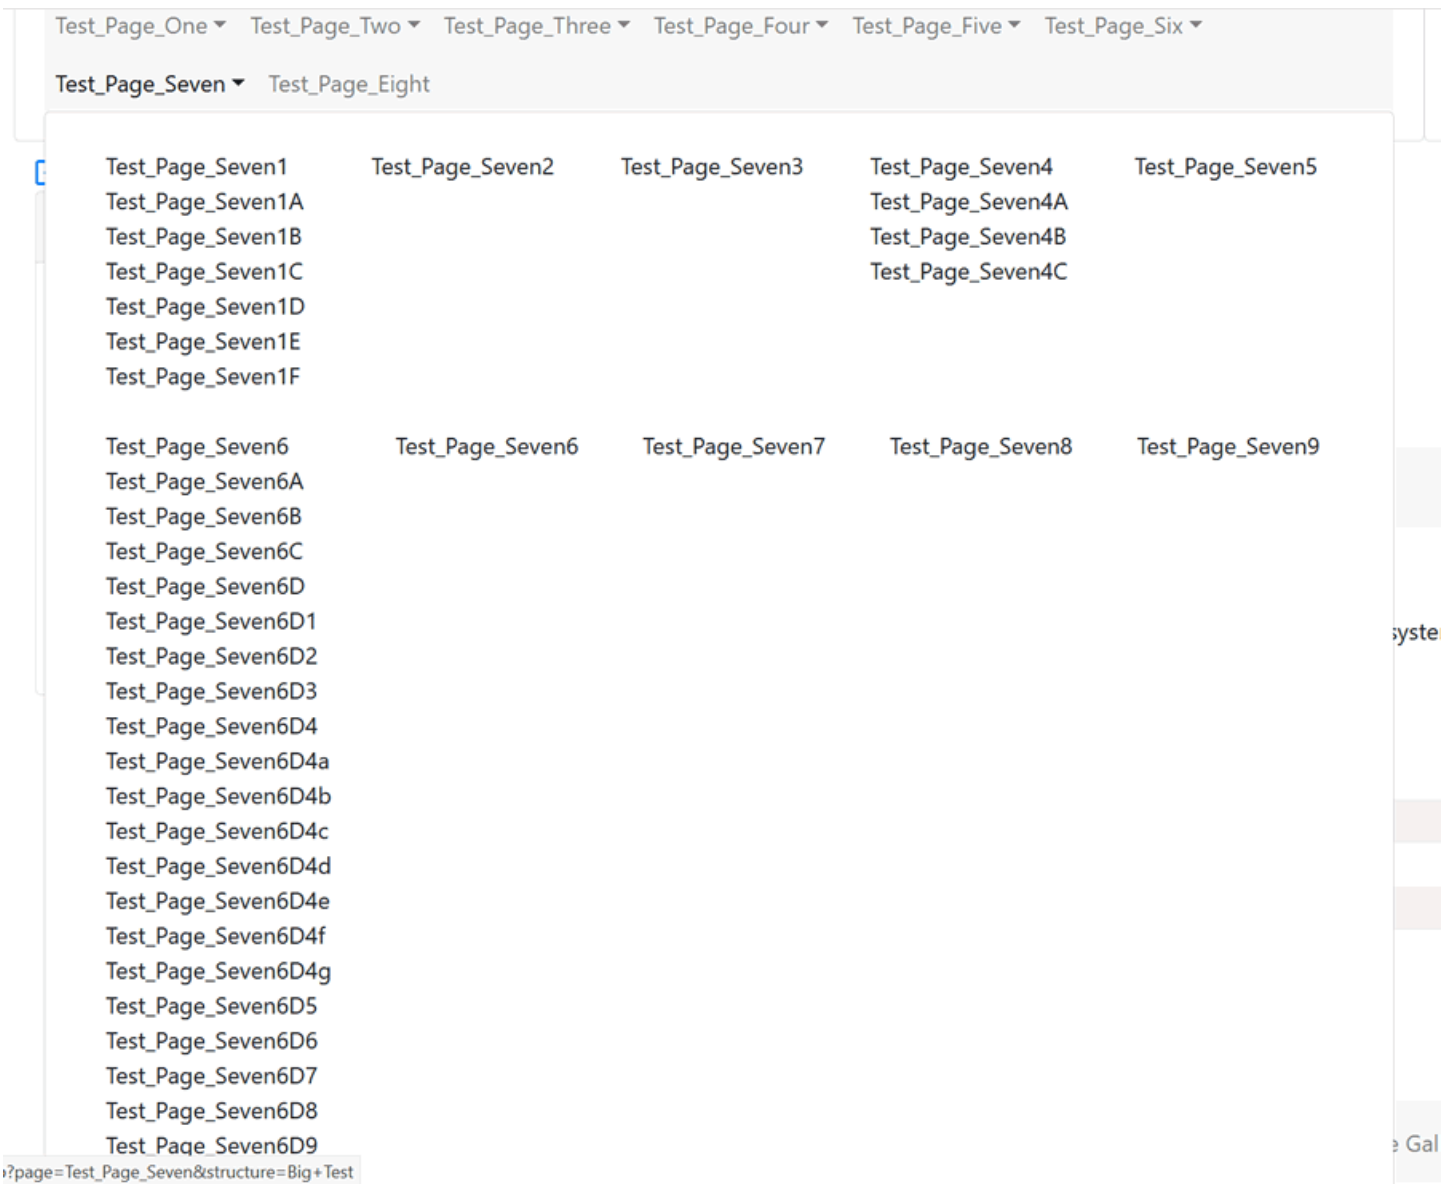 Test_Page_One Test_Page_Two Test_Page_Three Test_Page_Four Test_Page_Five Test_Page_Six
Test_Page_Seven Test_Page_Eight
Test_Page_Seven1 Test_Page_Seven2 Test_Page_Seven3 Test_Page_Seven4 Test_Page_Seven5
Test_Page_Seven1A Test_Page_Seven4A
Test_Page_Seven1B Test_Page_Seven4B
Test_Page_Seven1C Test_Page_Seven4C
Test_Page_Seven1D
Test_Page_Seven1E
Test_Page_Seven1F
Test_Page_Seven6 Test_Page_Seven6 Test_Page_Seven7 Test_Page_Seven8 Test_Page_Seven9
Test_Page_Seven6A
Test_Page_Seven6B
Test_Page_Seven6C
Test_Page_Seven6D
Test_Page_Seven6D1
syste
Test_Page_Seven6D2
Test_Page_Seven6D3
Test_Page_Seven6D4
Test_Page_Seven6D4a
Test_Page_Seven6D4b
Test_Page_Seven6D4c
Test_Page_Seven6D4d
Test_Page_Seven6D4e
Test_Page_Seven6D4f
Test_Page_Seven6D4g
Test_Page_Seven6D5
Test_Page_Seven6D6
Test_Page_Seven6D7
Test_Page_Seven6D8
Test_Page_Seven6D9 e Gal
?page=Test_Page_Seven&structure=Big+Test